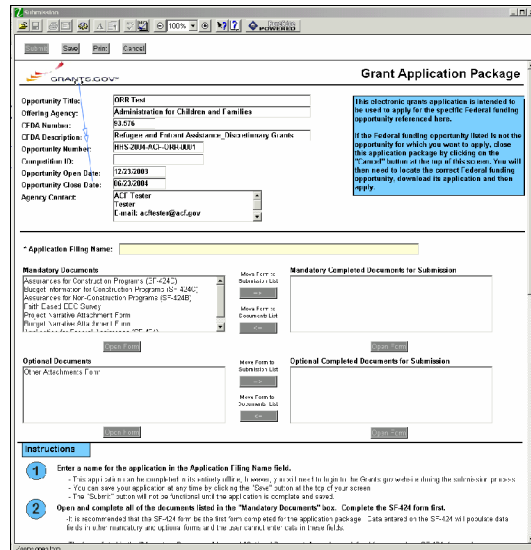 Submission
100%
POWERED
Submit Save Print Cancel
GRANTS.GOV
Grant Application Package
Opportunity Title: ORR Test
Offering Agency: Administration for Children and Families
CFDA Number: 93.576
CFDA Description: Refugee and Entrant Assistance_Discretionary Grants
Opportunity Number: HHS-2004-ACF-ORR-0001
Competition ID:
Opportunity Open Date: 12/23/2003
Opportunity Close Date: 06/23/2004
Agency Contact: ACF Tester
Tester
E-mail: acftester@acf.gov
This electronic grants application is intended to
be used to apply for the specific Federal funding
opportunity referenced here.
If the Federal funding opportunity listed is not the
opportunity for which you want to apply, close
this application package by clicking on the
"Cancel" button at the top of this screen. You will
then need to locate the correct Federal funding
opportunity, download its application and then
apply.
* Application Filing Name:
Mandatory Documents
Assurances for Construction Programs (SF-424D)
Budget Information for Construction Programs (SF-424C)
Assurances for Non-Construction Programs (SF-424B)
Faith Based EEO Survey
Project Narrative Attachment Form
Budget Narrative Attachment Form
Open Form
Move Form to
Submission List
=>
Move Form to
Documents List
<=
Mandatory Completed Documents for Submission
Open Form
Optional Documents
Other Attachments Form
Open Form
Move Form to
Submission List
=>
Move Form to
Documents List
<=
Optional Completed Documents for Submission
Open Form
Instructions
1 Enter a name for the application in the Application Filing Name field.
- This application can be completed in its entirety offline; however, you will need to login to the Grants.gov website during the submission process.
- You can save your application at any time by clicking the "Save" button at the top of your screen.
- The "Submit" button will not be functional until the application is complete and saved.
2 Open and complete all of the documents listed in the "Mandatory Documents" box. Complete the SF-424 form first.
- It is recommended that the SF-424 form be the first form completed for the application package. Data entered on the SF-424 will populate data
fields in other mandatory and optional forms and the user cannot enter data in these fields.